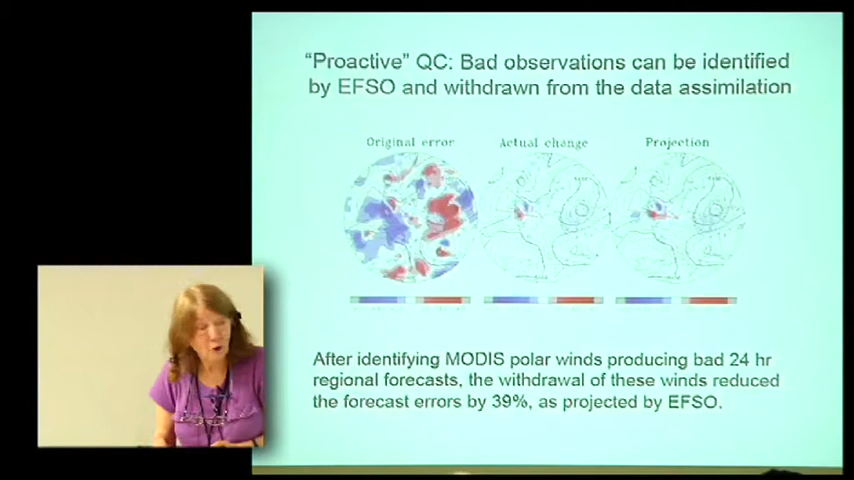 "Proactive" QC: Bad observations can be identified
by EFSO and withdrawn from the data assimilation
Original error Actual change Projection
After identifying MODIS polar winds producing bad 24 hr
regional forecasts, the withdrawal of these winds reduced
the forecast errors by 39%, as projected by EFSO.